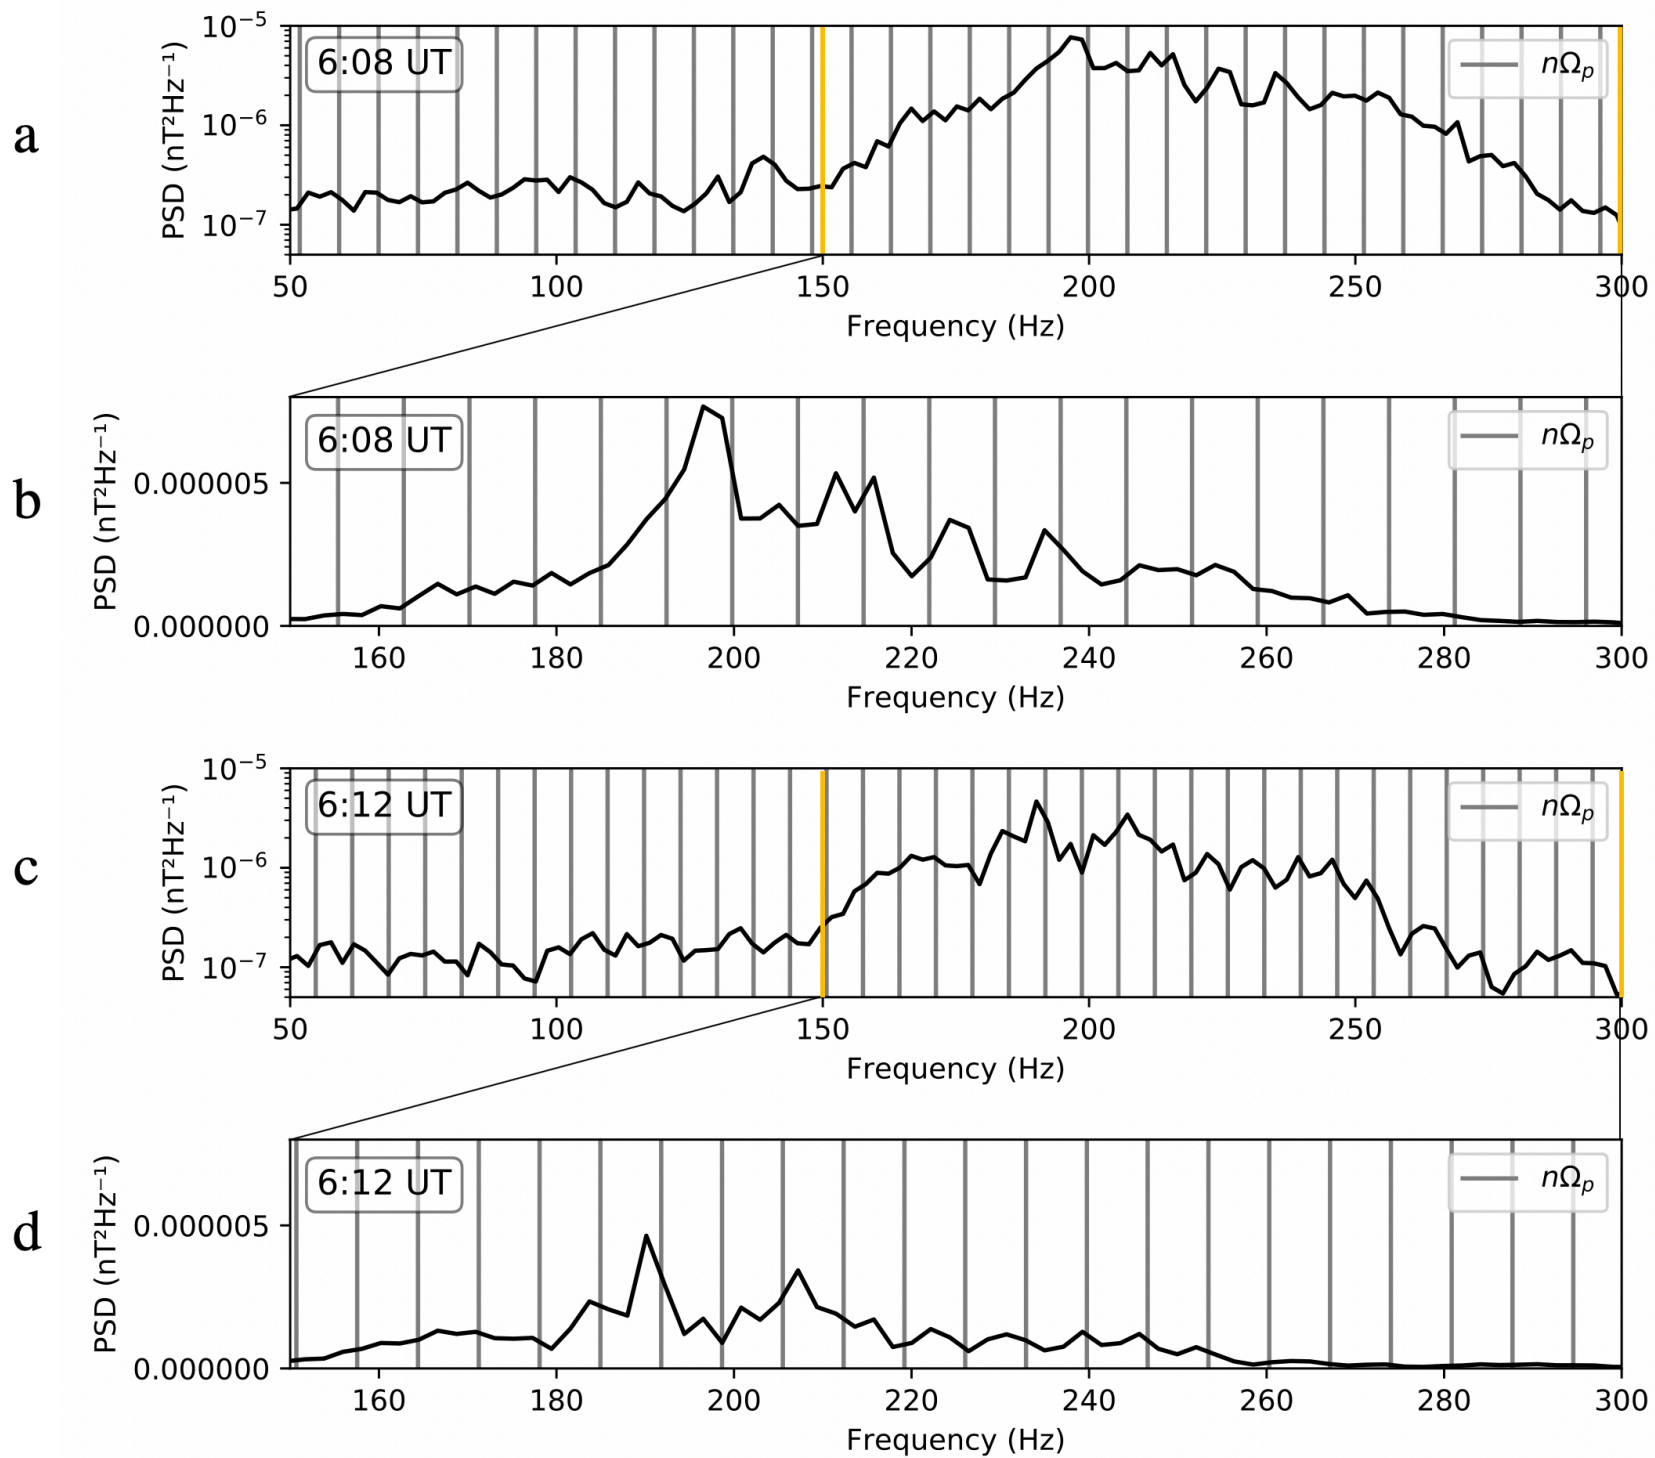 a
PSD (nT²Hz⁻¹)
10⁻⁵
10⁻⁶
10⁻⁷
6:08 UT
nΩₚ
50 100 150 200 250 300
Frequency (Hz)
b
PSD (nT²Hz⁻¹)
0.000005
0.000000
6:08 UT
nΩₚ
160 180 200 220 240 260 280 300
Frequency (Hz)
c
PSD (nT²Hz⁻¹)
10⁻⁵
10⁻⁶
10⁻⁷
6:12 UT
nΩₚ
50 100 150 200 250 300
Frequency (Hz)
d
PSD (nT²Hz⁻¹)
0.000005
0.000000
6:12 UT
nΩₚ
160 180 200 220 240 260 280 300
Frequency (Hz)